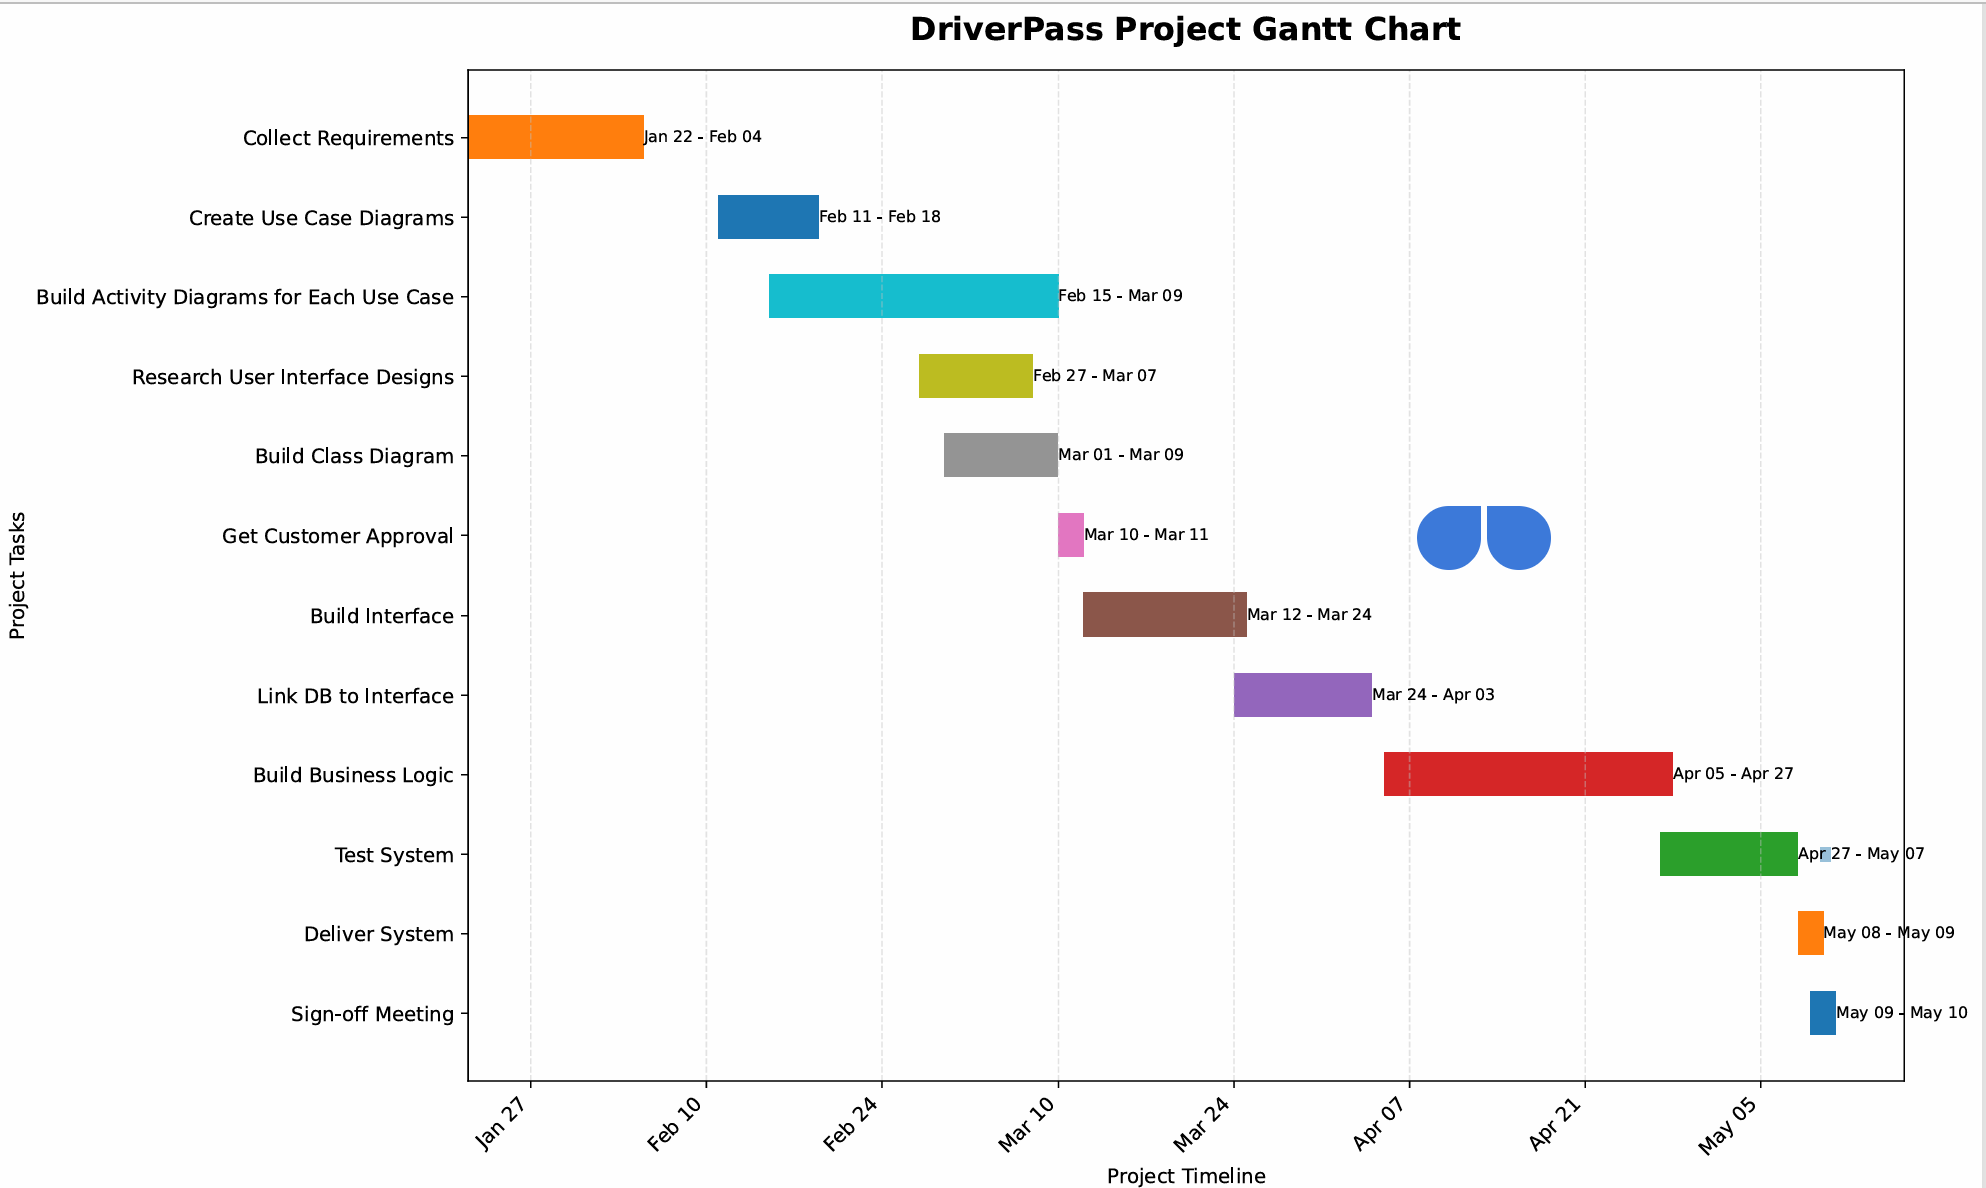 DriverPass Project Gantt Chart
Project Tasks
Collect Requirements
Jan 22 - Feb 04
Create Use Case Diagrams
Feb 11 - Feb 18
Build Activity Diagrams for Each Use Case
Feb 15 - Mar 09
Research User Interface Designs
Feb 27 - Mar 07
Build Class Diagram
Mar 01 - Mar 09
Get Customer Approval
Mar 10 - Mar 11
Build Interface
Mar 12 - Mar 24
Link DB to Interface
Mar 24 - Apr 03
Build Business Logic
Apr 05 - Apr 27
Test System
Apr 27 - May 07
Deliver System
May 08 - May 09
Sign-off Meeting
May 09 - May 10
Jan 27
Feb 10
Feb 24
Mar 10
Mar 24
Apr 07
Apr 21
May 05
Project Timeline